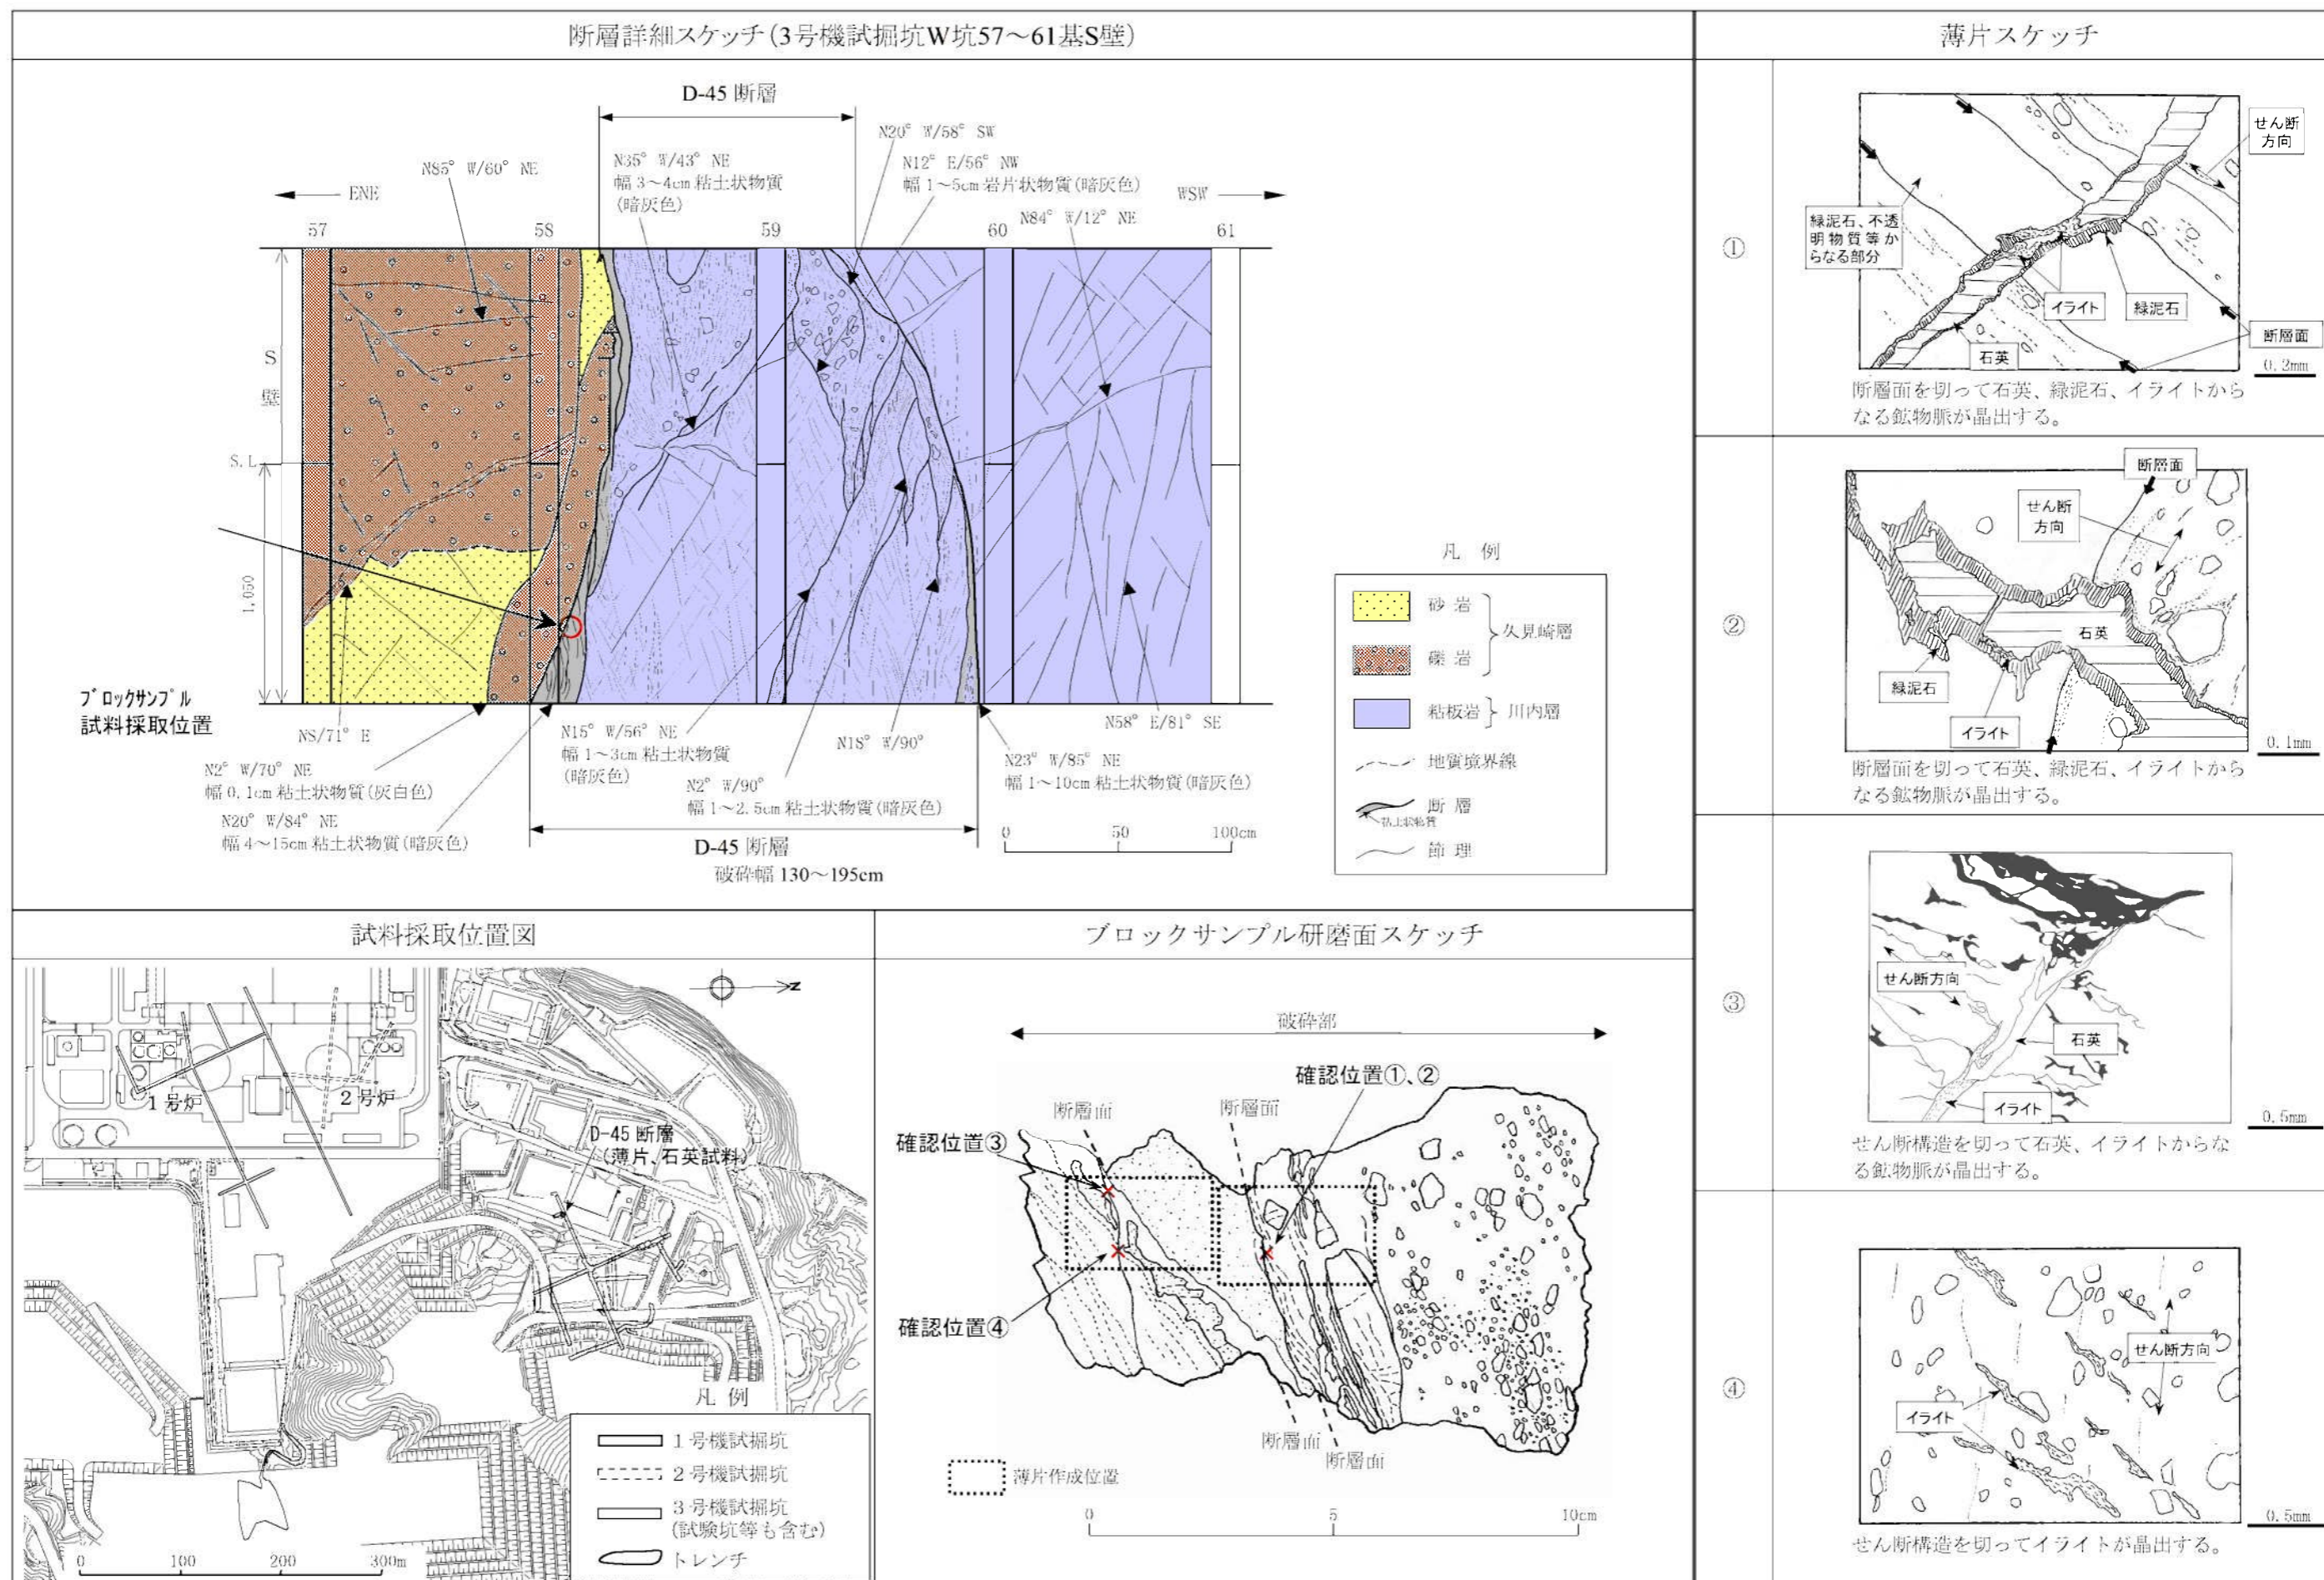 断層詳細スケッチ(3号機試掘坑W坑57～61基S壁)
D-45 断層
N85° W/60° NE
N35° W/43° NE
幅 3～4cm 粘土状物質
(暗灰色)
N20° W/58° SW
N12° E/56° NW
幅 1～5cm 岩片状物質(暗灰色)
N84° W/12° NE
ENE
WSW
57
58
59
60
61
S
壁
S.L
1,050
ブロックサンプル
試料採取位置
NS/71° E
N2° W/70° NE
幅 0.1cm 粘土状物質(灰白色)
N20° W/84° NE
幅 4～15cm 粘土状物質(暗灰色)
N15° W/56° NE
幅 1～3cm 粘土状物質
(暗灰色)
N2° W/90°
幅 1～2.5cm 粘土状物質(暗灰色)
N18° W/90°
N23° W/85° NE
幅 1～10cm 粘土状物質(暗灰色)
N58° E/81° SE
D-45 断層
破砕幅 130～195cm
0 50 100cm
凡 例
砂 岩
礫 岩
久見崎層
粘板岩
川内層
地質境界線
断 層
粘土状物質
節 理
試料採取位置図
N
1号炉
2号炉
D-45 断層
(薄片、石英試料)
凡 例
1号機試掘坑
2号機試掘坑
3号機試掘坑
(試験坑等も含む)
トレンチ
0 100 200 300m
ブロックサンプル研磨面スケッチ
破砕部
確認位置①、②
断層面
断層面
確認位置③
確認位置④
断層面
断層面
薄片作成位置
0 5 10cm
薄片スケッチ
①
せん断
方向
緑泥石、不透
明物質等か
らなる部分
イライト
緑泥石
断層面
石英
0.2mm
断層面を切って石英、緑泥石、イライトから
なる鉱物脈が晶出する。
②
断層面
せん断
方向
石英
緑泥石
イライト
0.1mm
断層面を切って石英、緑泥石、イライトから
なる鉱物脈が晶出する。
③
せん断方向
石英
イライト
0.5mm
せん断構造を切って石英、イライトからな
る鉱物脈が晶出する。
④
せん断方向
イライト
0.5mm
せん断構造を切ってイライトが晶出する。